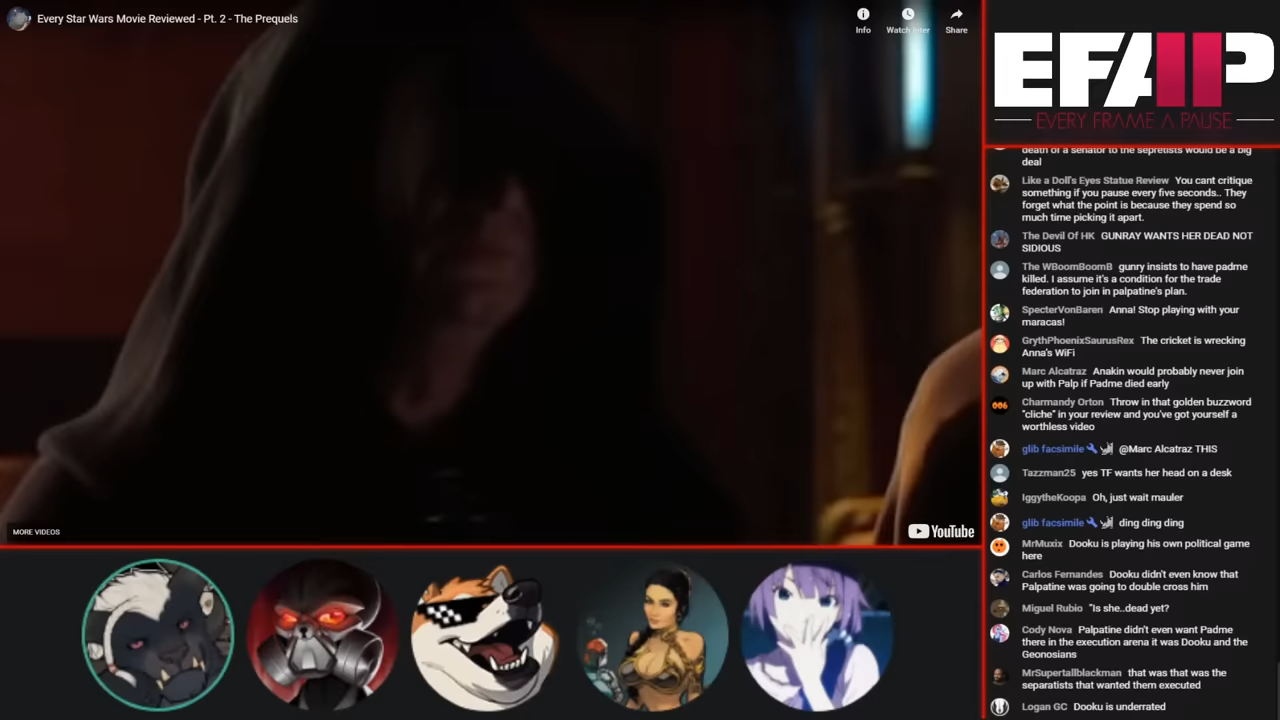 Every Star Wars Movie Reviewed - Pt. 2 - The Prequels
Info
Watch later
Share
MORE VIDEOS
YouTube
EFAP
EVERY FRAME A PAUSE
death of a senator to the sepretists would be a big
deal
Like a Doll's Eyes Statue Review You cant critique
something if you pause every five seconds.. They
forget what the point is because they spend so
much time picking it apart.
The Devil Of HK GUNRAY WANTS HER DEAD NOT
SIDIOUS
The WBoomBoomB gunry insists to have padme
killed. I assume it's a condition for the trade
federation to join in palpatine's plan.
SpecterVonBaren Anna! Stop playing with your
maracas!
GrythPhoenixSaurusRex The cricket is wrecking
Anna's WiFi
Marc Alcatraz Anakin would probably never join
up with Palp if Padme died early
Charmandy Orton Throw in that golden buzzword
"cliche" in your review and you've got yourself a
worthless video
glib facsimile @Marc Alcatraz THIS
Tazzman25 yes TF wants her head on a desk
IggytheKoopa Oh, just wait mauler
glib facsimile ding ding ding
MrMuxix Dooku is playing his own political game
here
Carlos Fernandes Dooku didn't even know that
Palpatine was going to double cross him
Miguel Rubio "Is she..dead yet?
Cody Nova Palpatine didn't even want Padme
there in the execution arena it was Dooku and the
Geonosians
MrSupertallblackman that was that was the
separatists that wanted them executed
Logan GC Dooku is underrated